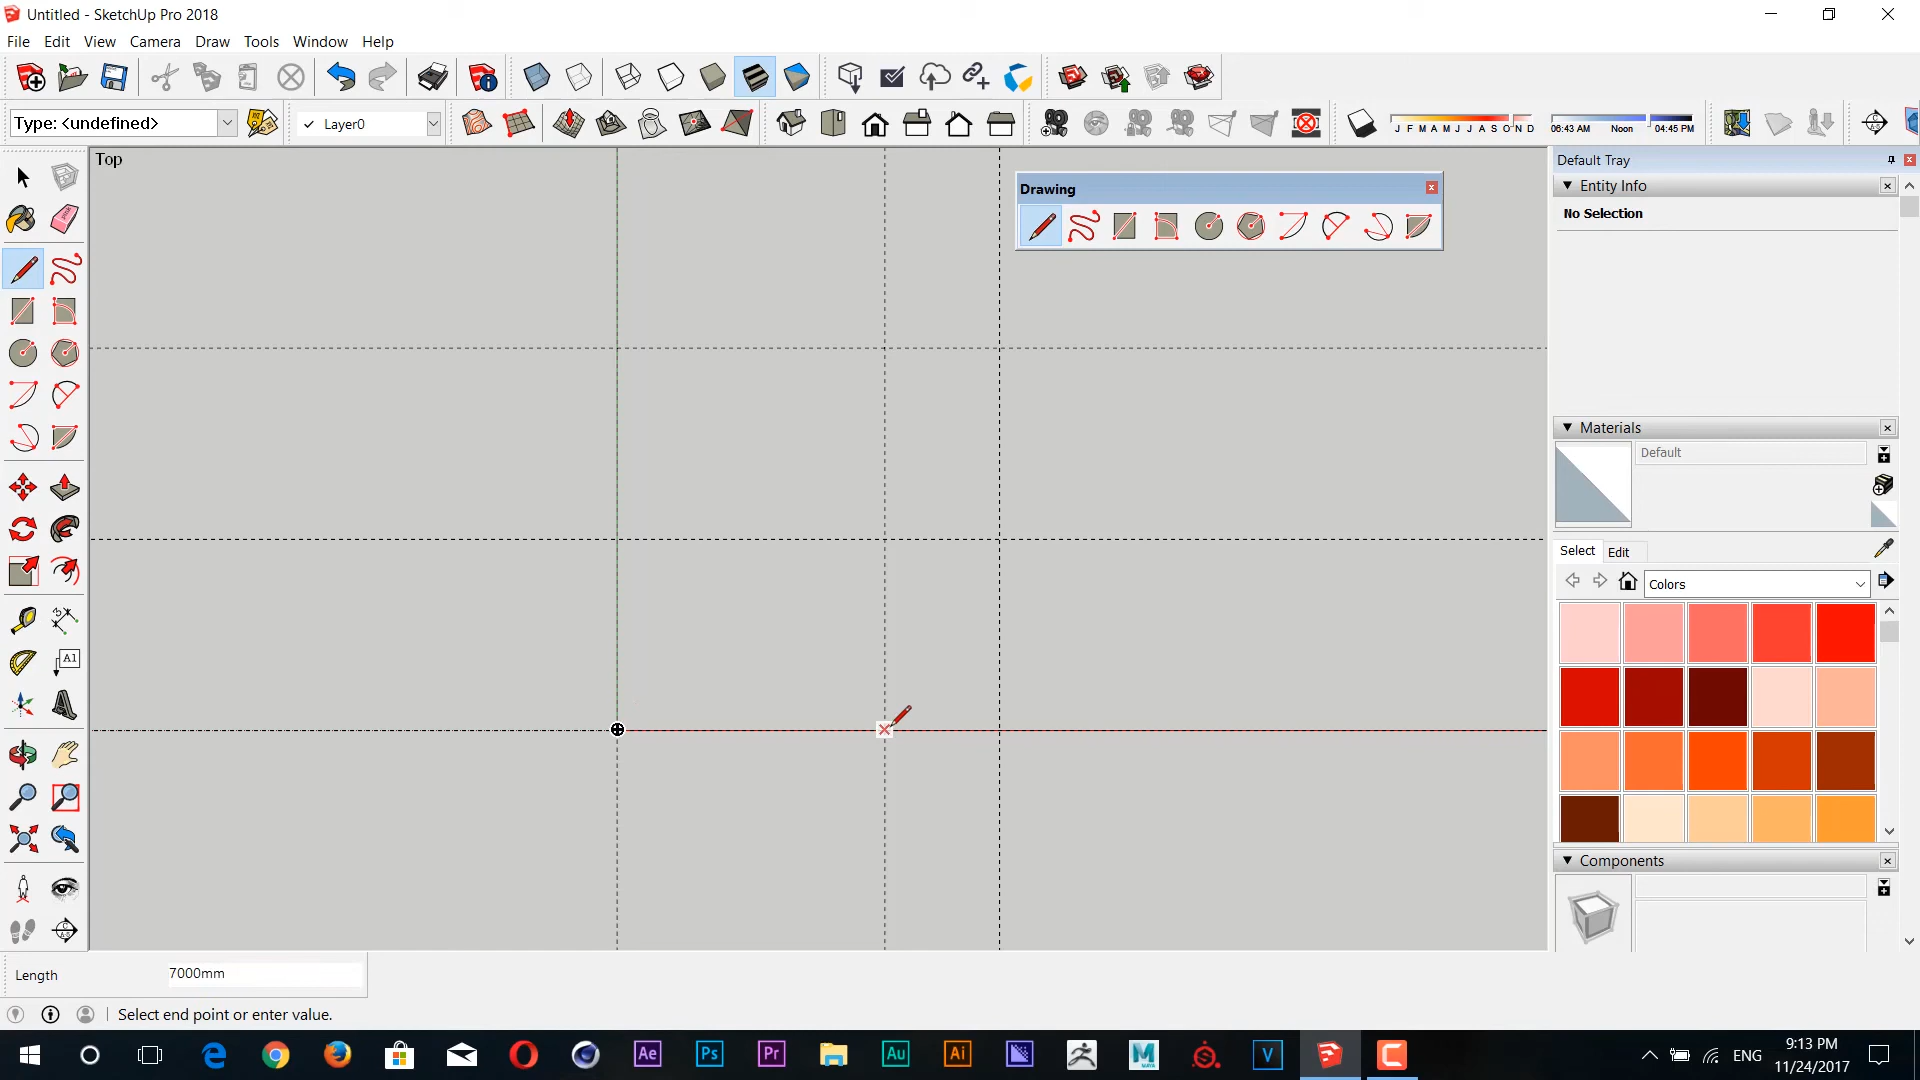 Untitled - SketchUp Pro 2018
File Edit View Camera Draw Tools Window Help
Type: <undefined>
Layer0
J F M A M J J A S O N D
06:43 AM Noon 04:45 PM
Top
Drawing
Default Tray
Entity Info
No Selection
A1
Materials
Default
Select Edit
Colors
Components
Length 7000mm
Select end point or enter value.
Ae Ps Pr Au Ai V
ENG
9:13 PM
11/24/2017